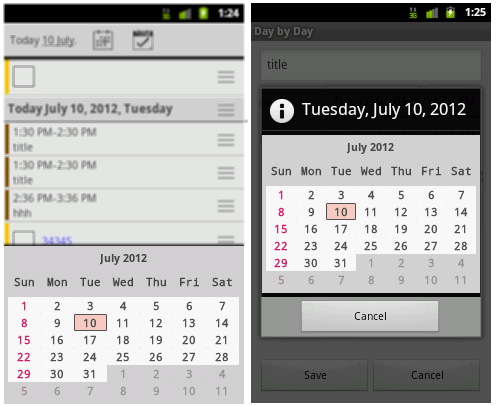 1:24
Today 10 July.
Today July 10, 2012, Tuesday
1:30 PM-2:30 PM
title
1:30 PM-2:30 PM
title
2:36 PM-3:36 PM
hhh
34345
July 2012
Sun Mon Tue Wed Thu Fri Sat
1 2 3 4 5 6 7
8 9 10 11 12 13 14
15 16 17 18 19 20 21
22 23 24 25 26 27 28
29 30 31 1 2 3 4
5 6 7 8 9 10 11
3G 1:25
Day by Day
title
Tuesday, July 10, 2012
July 2012
Sun Mon Tue Wed Thu Fri Sat
1 2 3 4 5 6 7
8 9 10 11 12 13 14
15 16 17 18 19 20 21
22 23 24 25 26 27 28
29 30 31 1 2 3 4
5 6 7 8 9 10 11
Cancel
Save Cancel